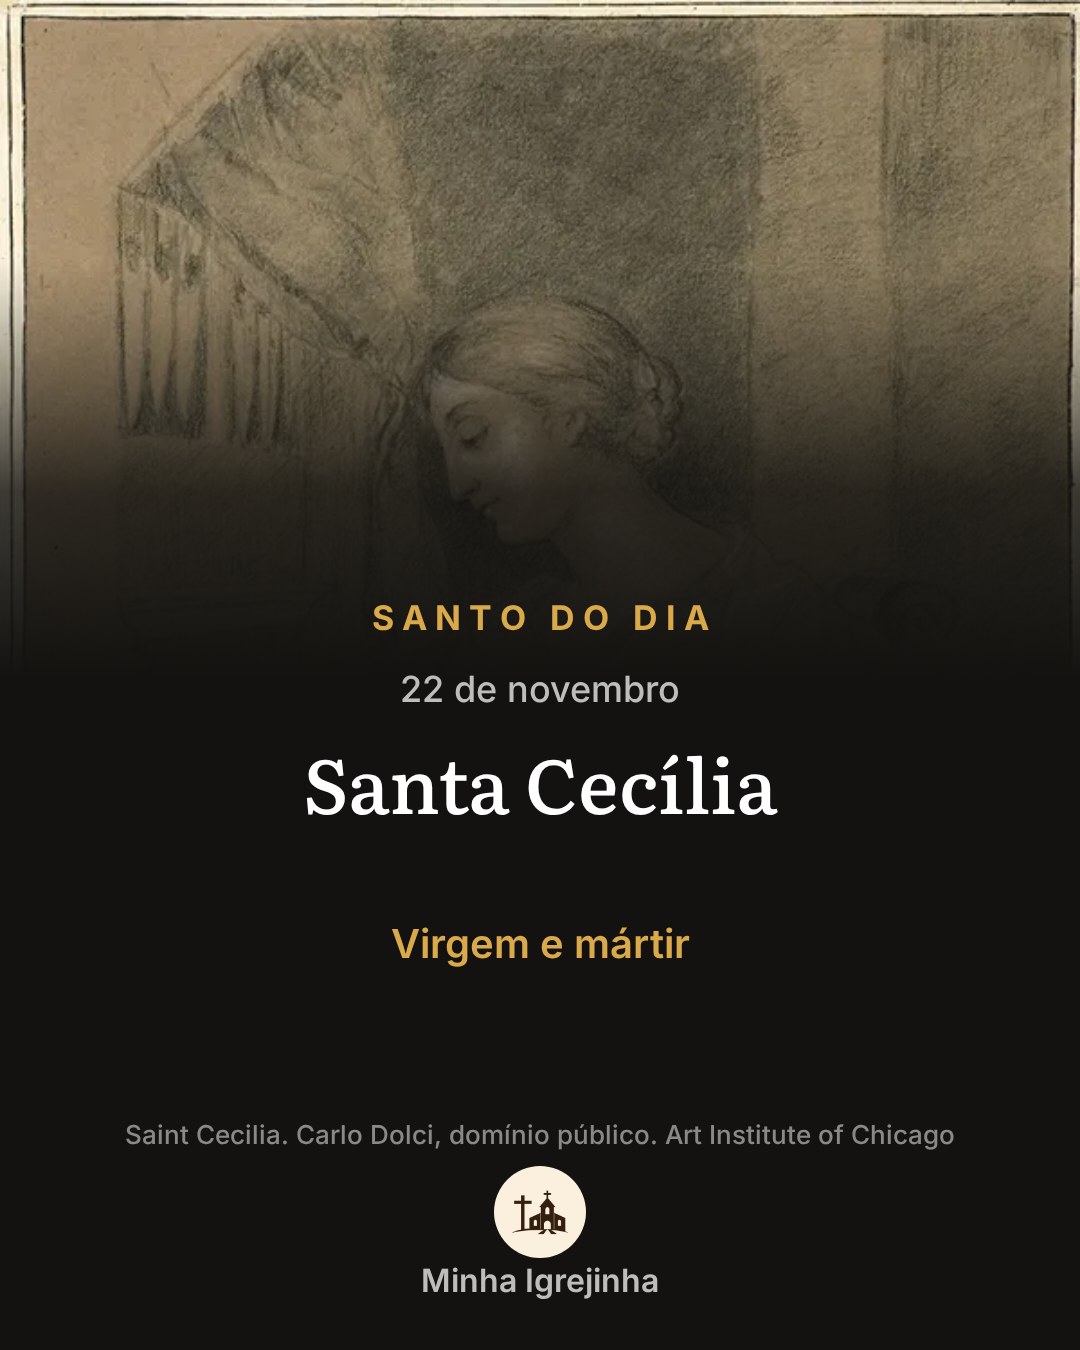 SANTO DO DIA
22 de novembro
Santa Cecília
Virgem e mártir
Saint Cecilia. Carlo Dolci, domínio público. Art Institute of Chicago
Minha Igrejinha